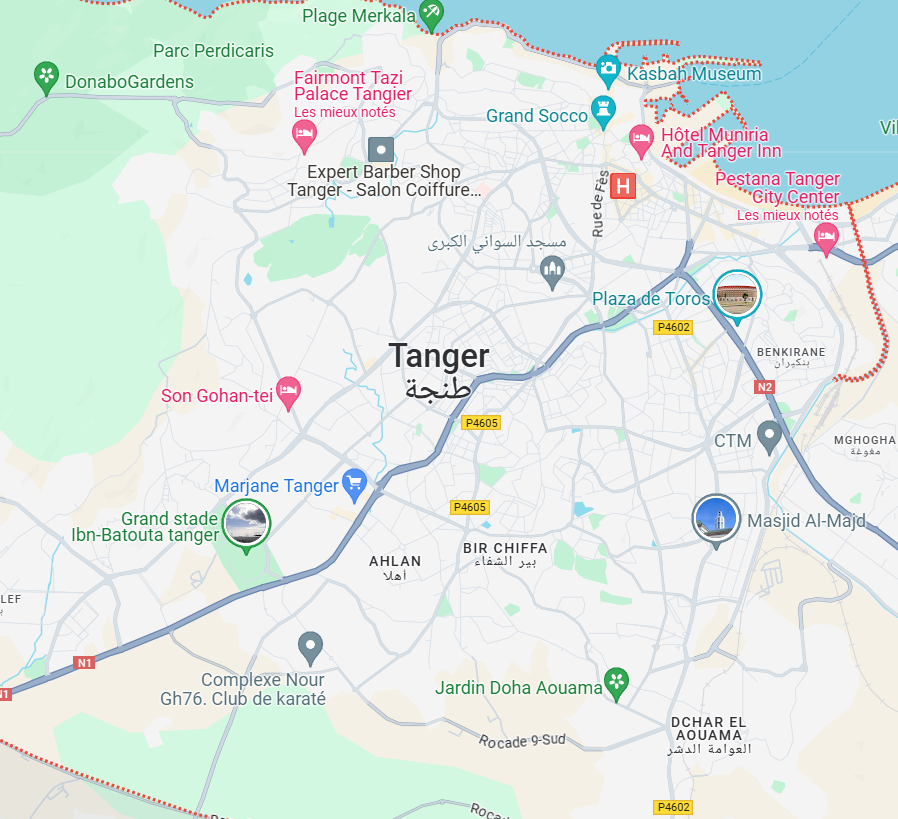 Plage Merkala
Parc Perdicaris
DonaboGardens
Fairmont Tazi
Palace Tangier
Les mieux notés
Kasbah Museum
Grand Socco
Hôtel Muniria
And Tanger Inn
Expert Barber Shop
Tanger - Salon Coiffure...
H
Rue de Fès
Pestana Tanger
City Center
Les mieux notés
مسجد السواني الكبرى
Plaza de Toros
P4602
BENKIRANE
بنكيران
Tanger
طنجة
N2
Son Gohan-tei
P4605
CTM
MGHOGHA
مغوغة
Marjane Tanger
P4605
Grand stade
Ibn-Batouta tanger
Masjid Al-Majd
AHLAN
أهلا
BIR CHIFFA
بير الشفاء
LEF
N1
N1
Complexe Nour
Gh76. Club de karaté
Jardin Doha Aouama
DCHAR EL
AOUAMA
العوامة الدشر
Rocade 9-Sud
P4602